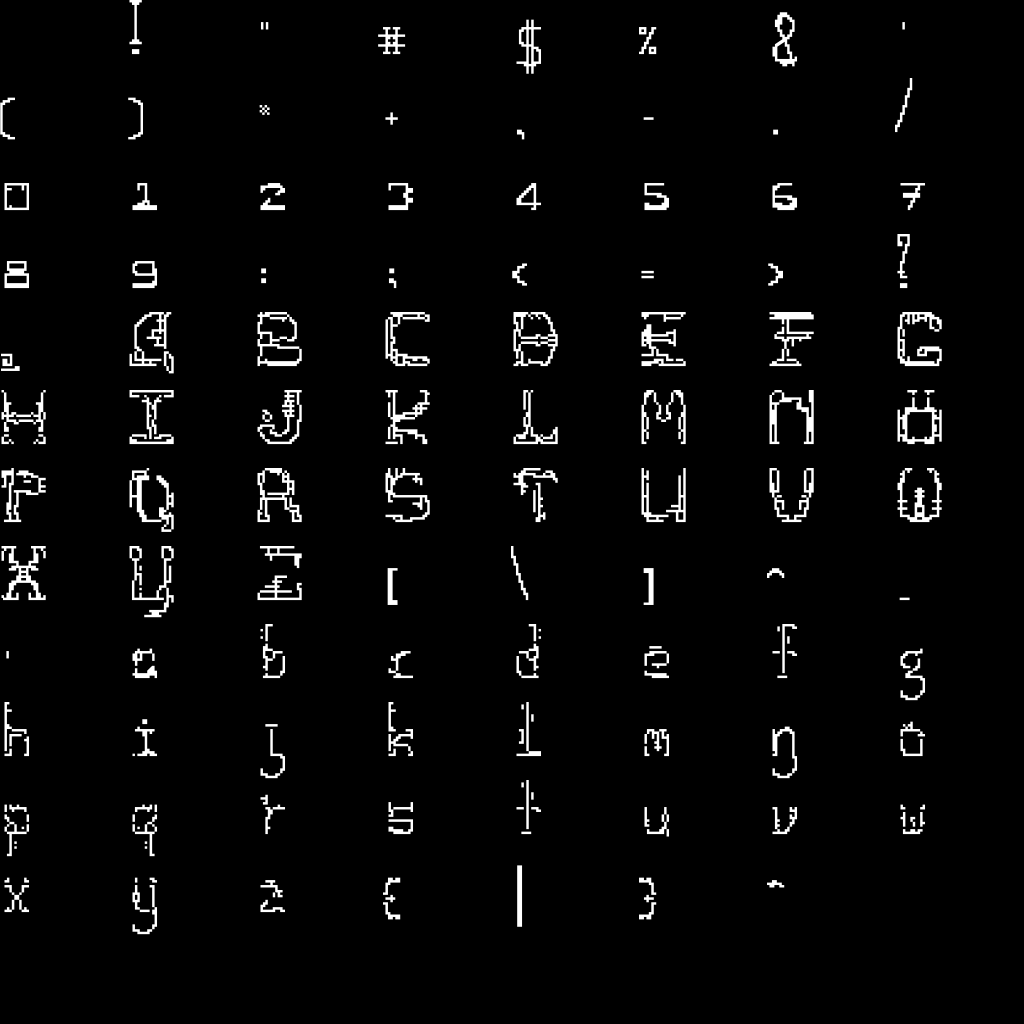 ! " # $ % & '
( ) * + , - . /
0 1 2 3 4 5 6 7
8 9 : ; < = > ?
A B C D E F G
H I J K L M N O
P Q R S T U V W
X Y Z [ \ ] ^ _
' a b c d e f g
h i j k l m n o
p q r s t u v w
x y z { | } ~